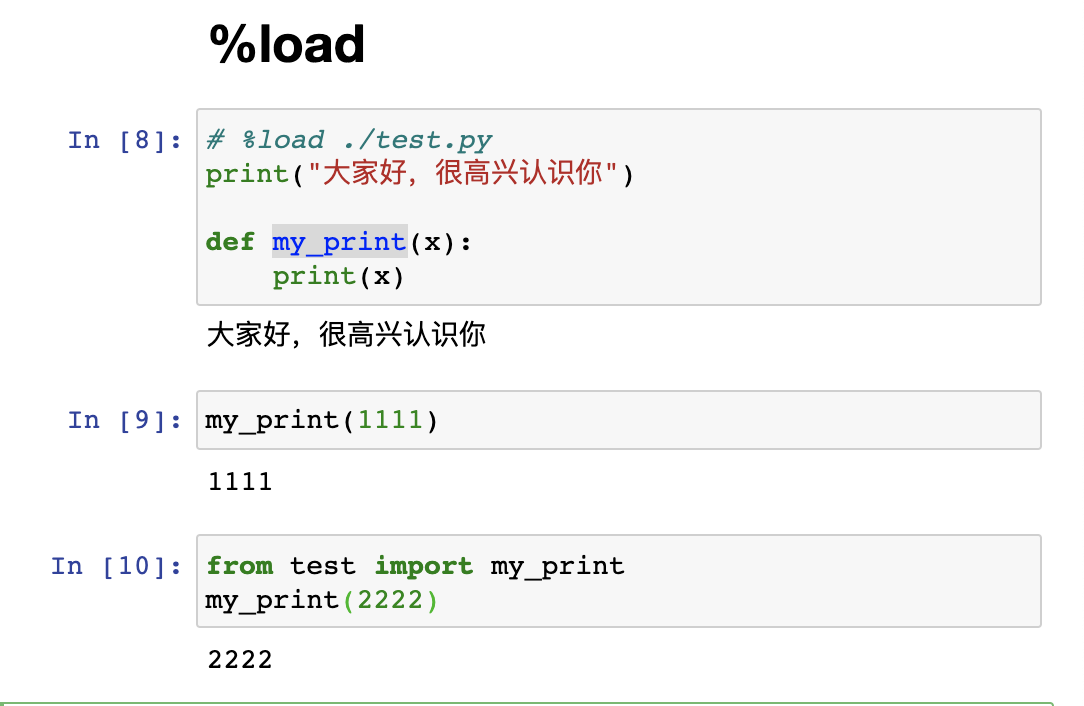 %load
In [8]:
# %load ./test.py
print("大家好，很高兴认识你")
def my_print(x):
    print(x)
大家好，很高兴认识你
In [9]:
my_print(1111)
1111
In [10]:
from test import my_print
my_print(2222)
2222